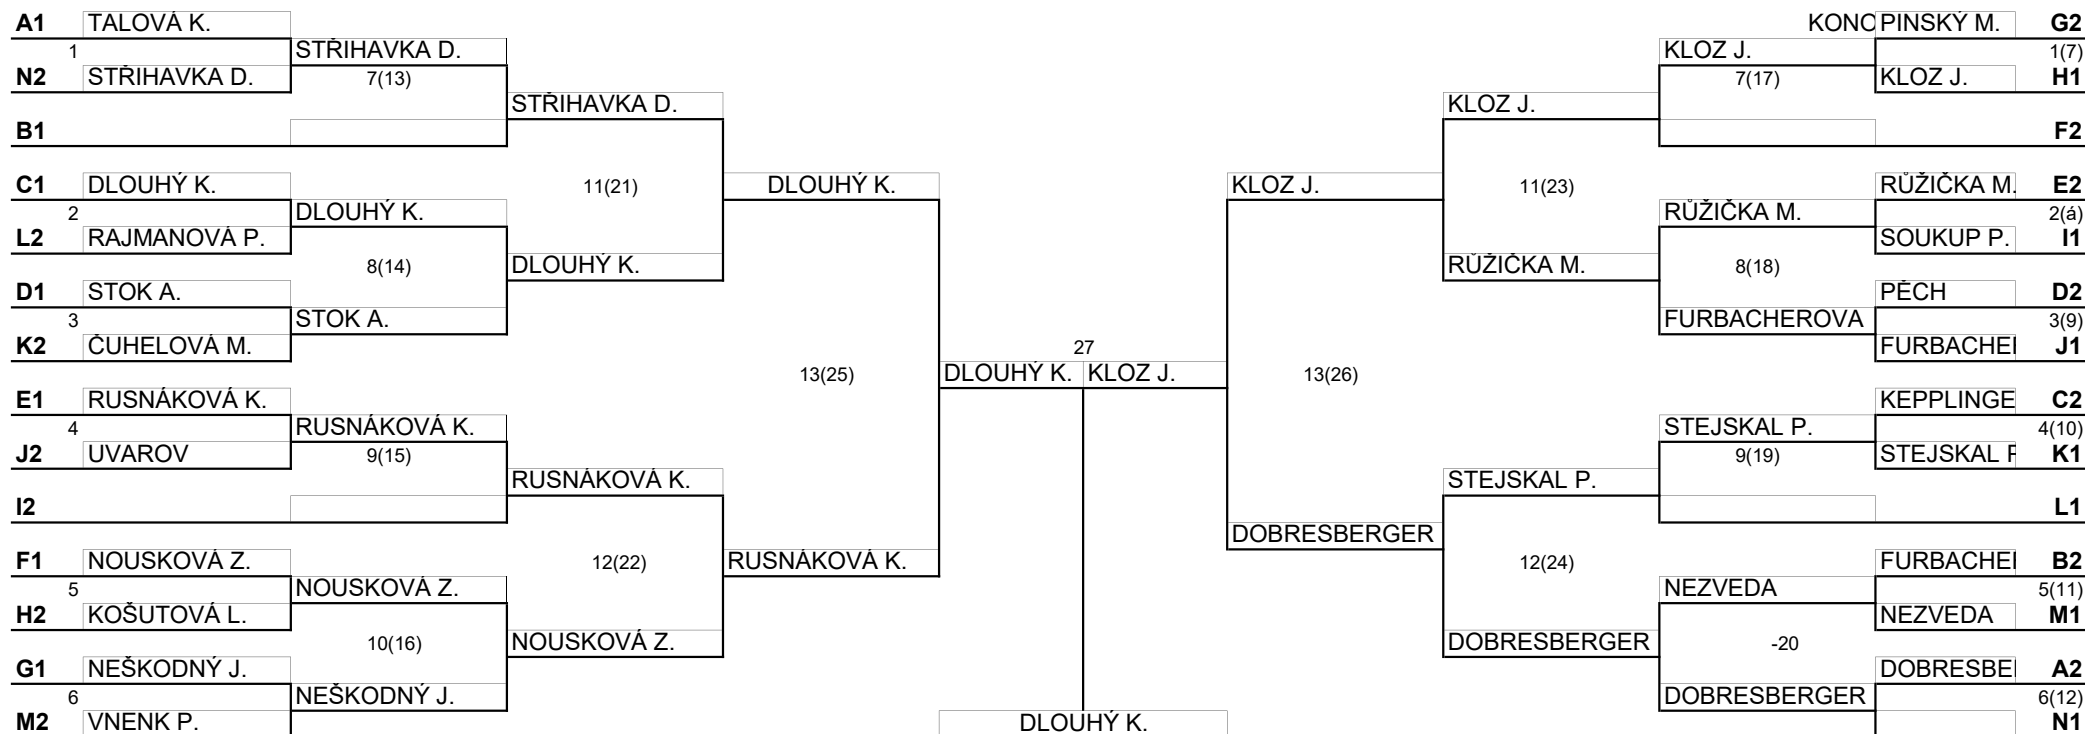 A1 TALOVÁ K. KONOPINSKÝ M. G2
1 STŘIHAVKA D. KLOZ J. 1(7)
N2 STŘIHAVKA D. 7(13) 7(17) KLOZ J. H1
STŘIHAVKA D. KLOZ J.
B1 F2
C1 DLOUHÝ K. 11(21) DLOUHÝ K. KLOZ J. 11(23) RŮŽIČKA M. E2
2 DLOUHÝ K. RŮŽIČKA M. 2(á)
L2 RAJMANOVÁ P. SOUKUP P. I1
8(14) DLOUHÝ K. RŮŽIČKA M. 8(18)
D1 STOK A. PĚCH D2
3 STOK A. FURBACHEROVA 3(9)
K2 ČUHELOVÁ M. 27 FURBACHE J1
13(25) DLOUHÝ K. KLOZ J. 13(26)
E1 RUSNÁKOVÁ K. KEPPLINGE C2
4 RUSNÁKOVÁ K. STEJSKAL P. 4(10)
J2 UVAROV 9(15) 9(19) STEJSKAL P K1
RUSNÁKOVÁ K. STEJSKAL P.
I2 L1
DOBRESBERGER
F1 NOUSKOVÁ Z. 12(22) RUSNÁKOVÁ K. 12(24) FURBACHE B2
5 NOUSKOVÁ Z. NEZVEDA 5(11)
H2 KOŠUTOVÁ L. NEZVEDA M1
10(16) NOUSKOVÁ Z. DOBRESBERGER -20
G1 NEŠKODNÝ J. DOBRESBE A2
6 NEŠKODNÝ J. DOBRESBERGER 6(12)
M2 VNENK P. DLOUHÝ K. N1